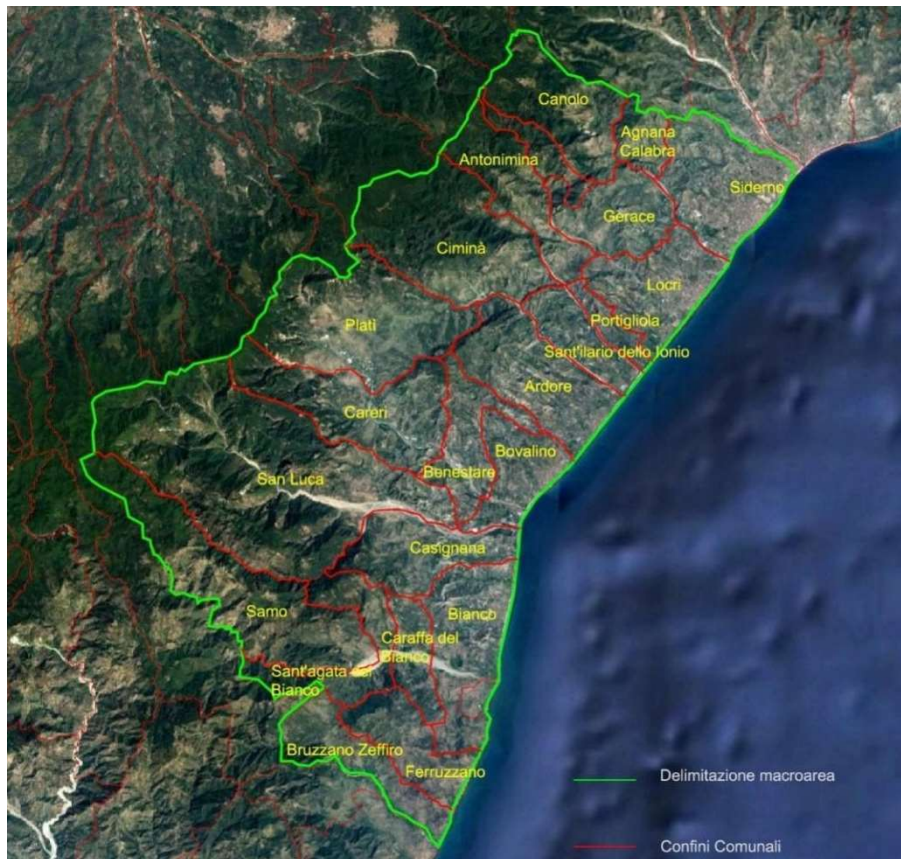 Canolo
Agnana
Calabra
Antonimina
Siderno
Gerace
Ciminà
Locri
Portigliola
Platì
Sant'ilario dello Ionio
Ardore
Careri
Bovalino
Benestare
San Luca
Casignana
Samo
Bianco
Caraffa del
Bianco
Sant'agata del
Bianco
Bruzzano Zeffiro
Ferruzzano
Delimitazione macroarea
Confini Comunali